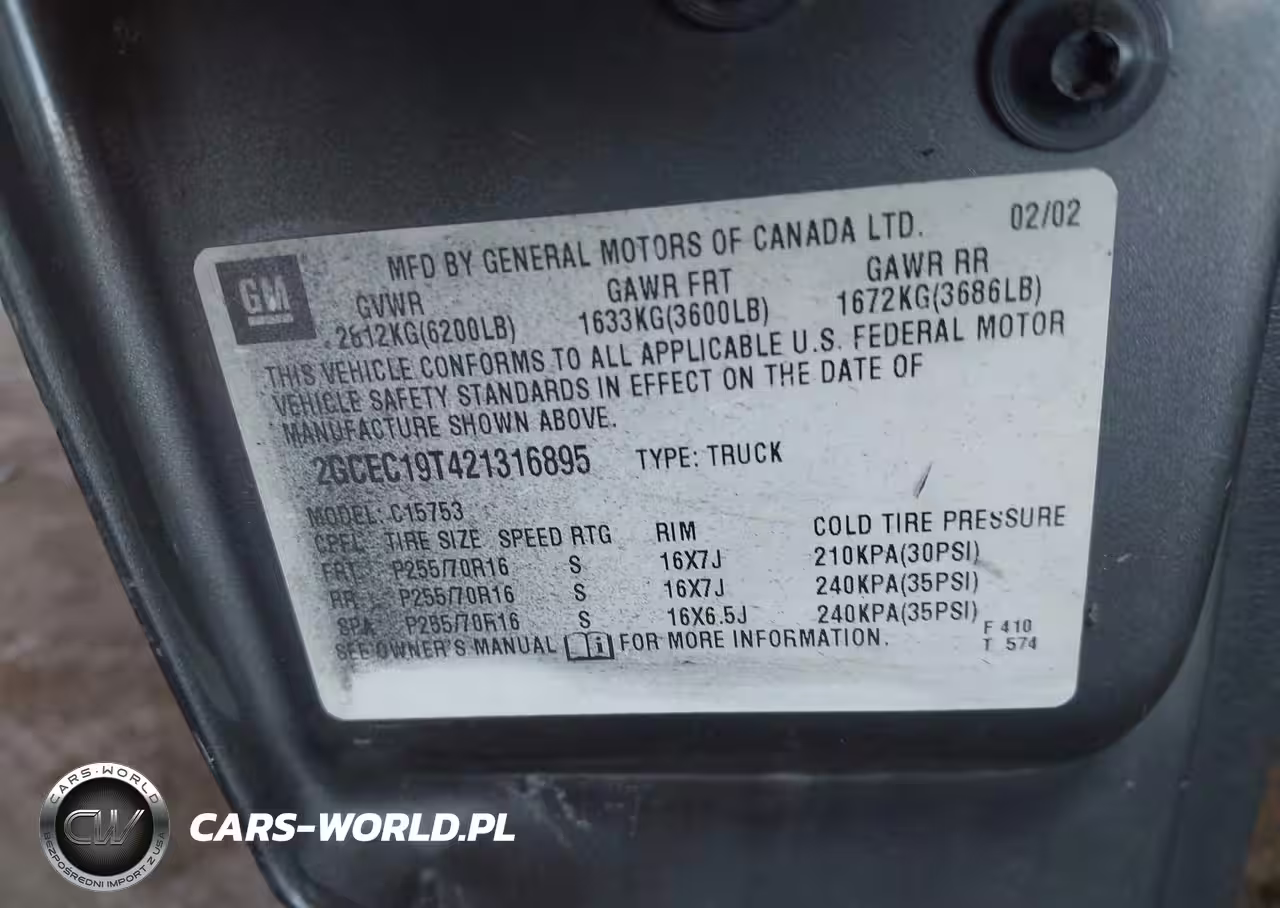 MFD BY GENERAL MOTORS OF CANADA LTD. 02/02
GM
GVWR GAWR FRT GAWR RR
2812KG(6200LB) 1633KG(3600LB) 1672KG(3686LB)
THIS VEHICLE CONFORMS TO ALL APPLICABLE U.S. FEDERAL MOTOR
VEHICLE SAFETY STANDARDS IN EFFECT ON THE DATE OF
MANUFACTURE SHOWN ABOVE.
2GCEC19T421316895 TYPE: TRUCK
MODEL: C15753
TIRE SIZE SPEED RTG RIM COLD TIRE PRESSURE
FRT P255/70R16 S 16X7J 210KPA(30PSI)
RR P255/70R16 S 16X7J 240KPA(35PSI)
SPA P255/70R16 S 16X6.5J 240KPA(35PSI)
SEE OWNER'S MANUAL FOR MORE INFORMATION.
F 410
T 574
CARS-WORLD
CW
BEZPOŚREDNI IMPORT Z USA
CARS-WORLD.PL